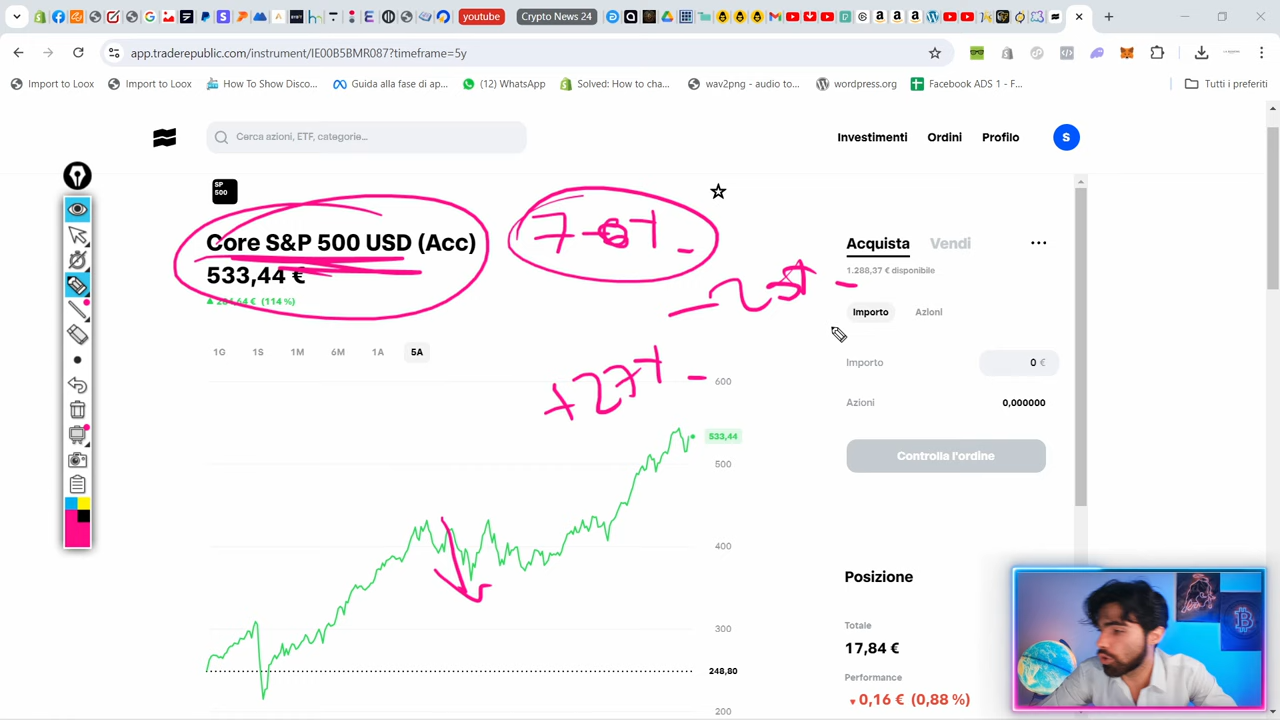 youtube
Crypto News 24
app.traderepublic.com/instrument/IE00B5BMR087?timeframe=5y
Import to Loox
Import to Loox
How To Show Disco...
Guida alla fase di ap...
(12) WhatsApp
Solved: How to cha...
wav2png - audio to...
wordpress.org
Facebook ADS 1 - F...
Tutti i preferiti
Cerca azioni, ETF, categorie...
Investimenti
Ordini
Profilo
S
SP 500
Core S&P 500 USD (Acc)
533,44 €
(114 %)
1G 1S 1M 6M 1A 5A
Acquista
Vendi
1.288,37 € disponibile
Importo
Azioni
Importo
0 €
Azioni
0,000000
Controlla l'ordine
600
533,44
500
400
300
248,80
200
Posizione
Totale
17,84 €
Performance
0,16 € (0,88 %)